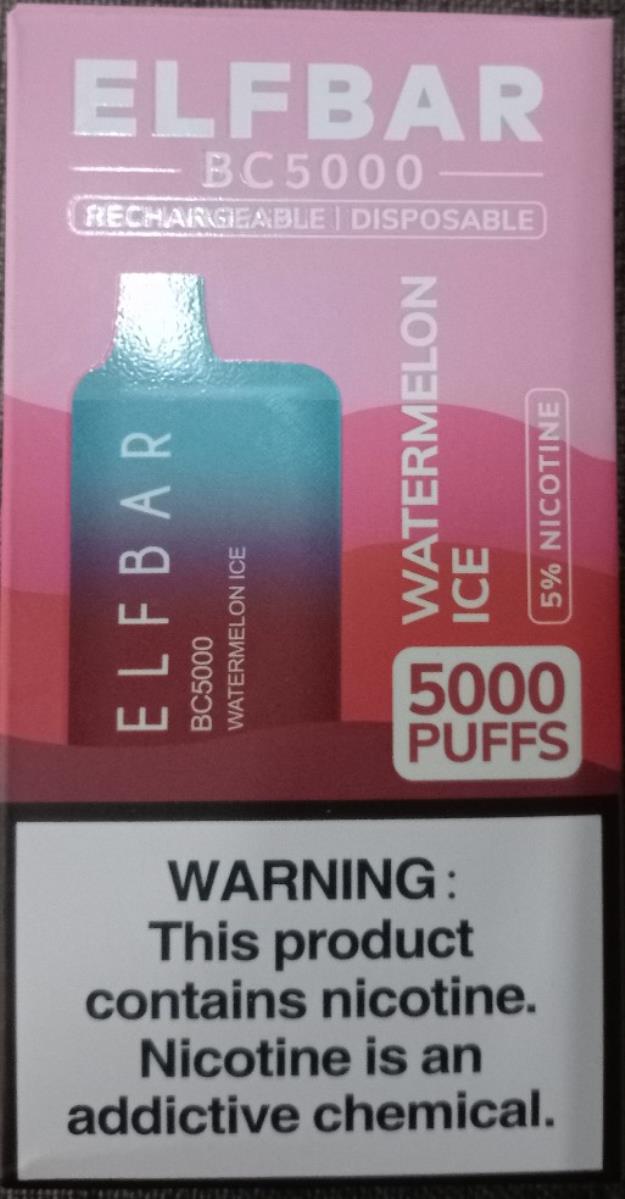 ELFBAR
BC5000
RECHARGEABLE | DISPOSABLE
ELFBAR
BC5000
WATERMELON ICE
WATERMELON
ICE
5% NICOTINE
5000
PUFFS
WARNING:
This product
contains nicotine.
Nicotine is an
addictive chemical.